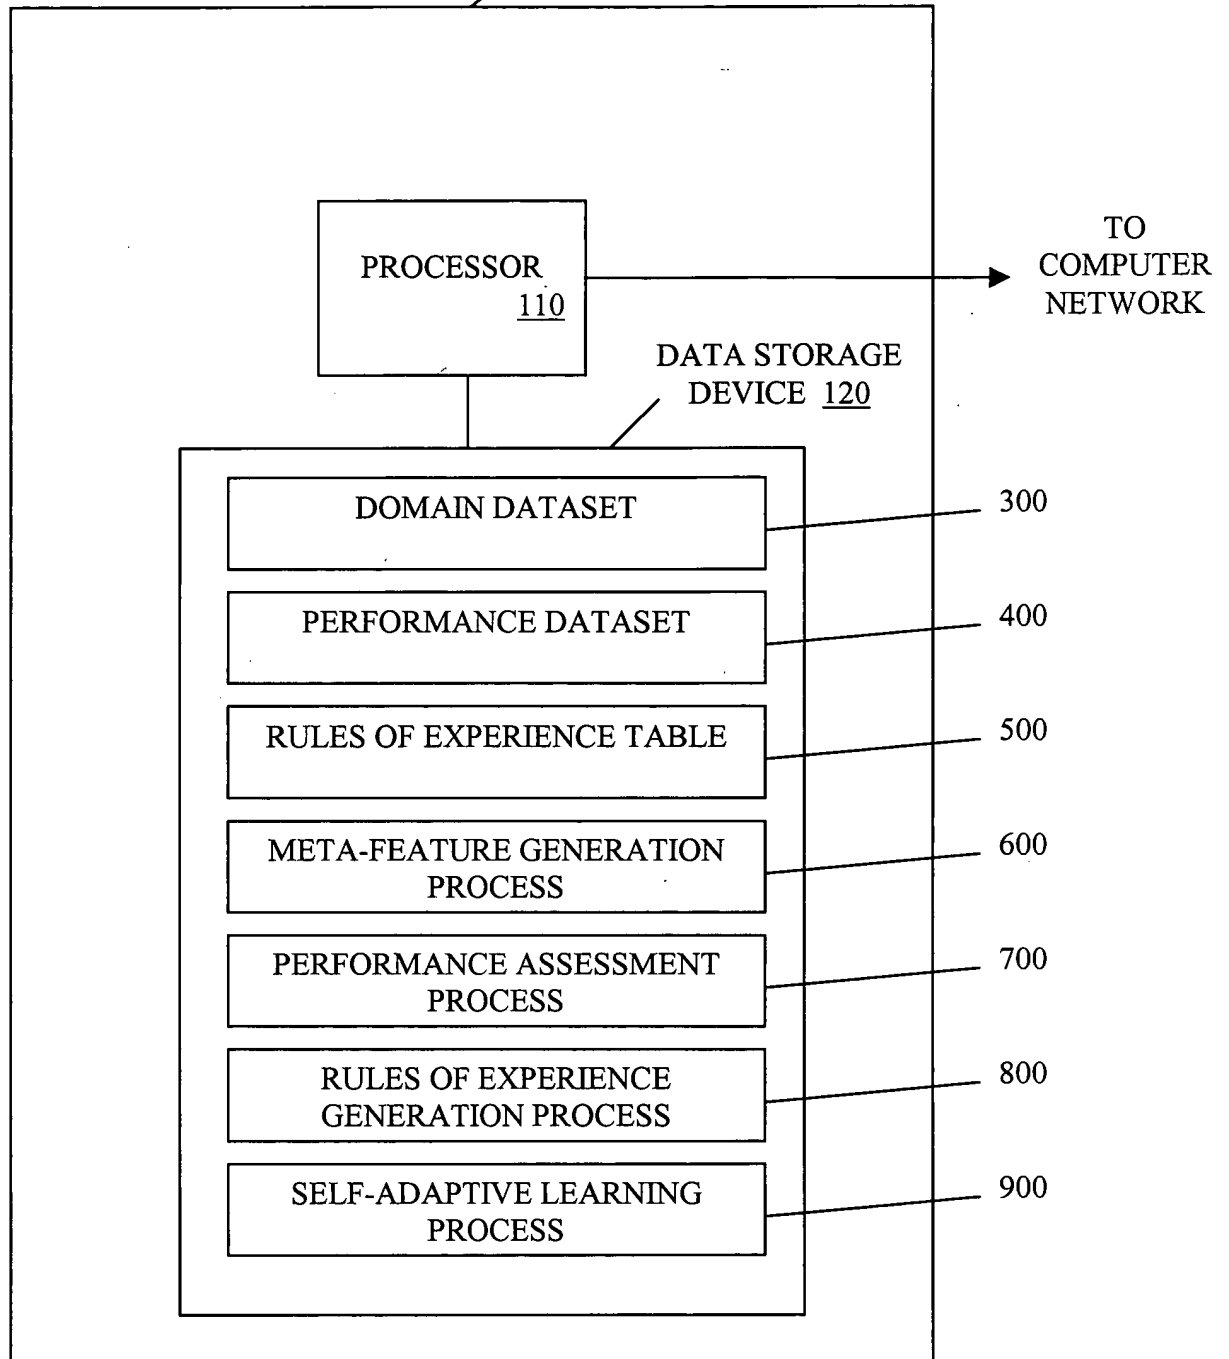 PROCESSOR
110
TO
COMPUTER
NETWORK
DATA STORAGE
DEVICE 120
DOMAIN DATASET
300
PERFORMANCE DATASET
400
RULES OF EXPERIENCE TABLE
500
META-FEATURE GENERATION
PROCESS
600
PERFORMANCE ASSESSMENT
PROCESS
700
RULES OF EXPERIENCE
GENERATION PROCESS
800
SELF-ADAPTIVE LEARNING
PROCESS
900